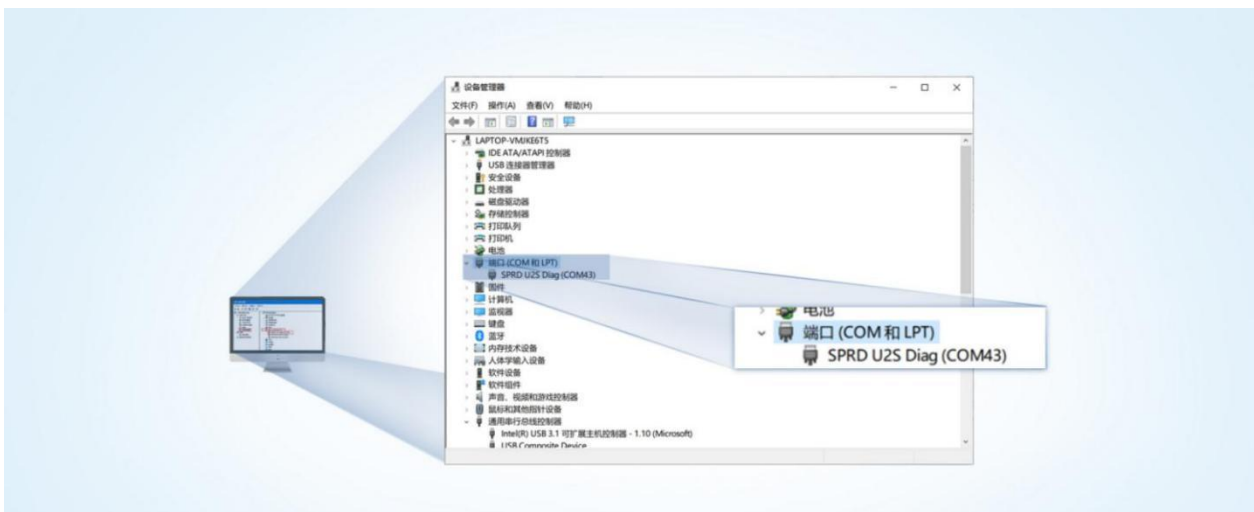 设备管理器
文件(F) 操作(A) 查看(V) 帮助(H)
LAPTOP-VMJKE6T5
IDE ATA/ATAPI 控制器
USB 连接器管理器
安全设备
处理器
磁盘驱动器
存储控制器
打印队列
打印机
电池
端口 (COM 和 LPT)
SPRD U2S Diag (COM43)
固件
计算机
监视器
键盘
蓝牙
内存技术设备
人体学输入设备
软件设备
软件组件
声音、视频和游戏控制器
鼠标和其他指针设备
通用串行总线控制器
Intel(R) USB 3.1 可扩展主机控制器 - 1.10 (Microsoft)
USB Composite Device
电池
端口 (COM 和 LPT)
SPRD U2S Diag (COM43)